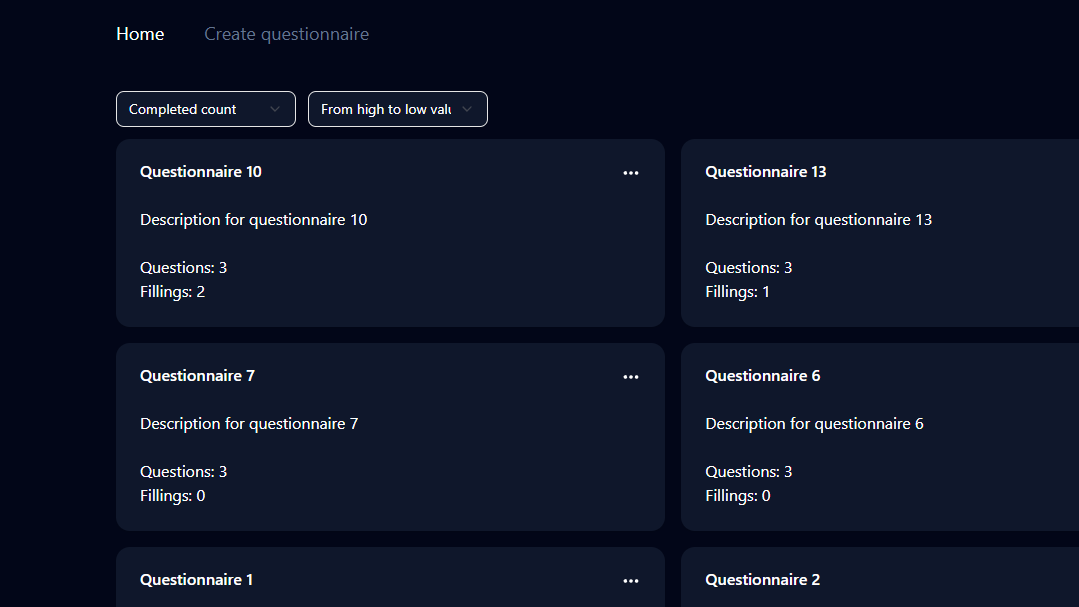 Home Create questionnaire
Completed count From high to low valu
Questionnaire 10
Description for questionnaire 10
Questions: 3
Fillings: 2
Questionnaire 13
Description for questionnaire 13
Questions: 3
Fillings: 1
Questionnaire 7
Description for questionnaire 7
Questions: 3
Fillings: 0
Questionnaire 6
Description for questionnaire 6
Questions: 3
Fillings: 0
Questionnaire 1
Questionnaire 2